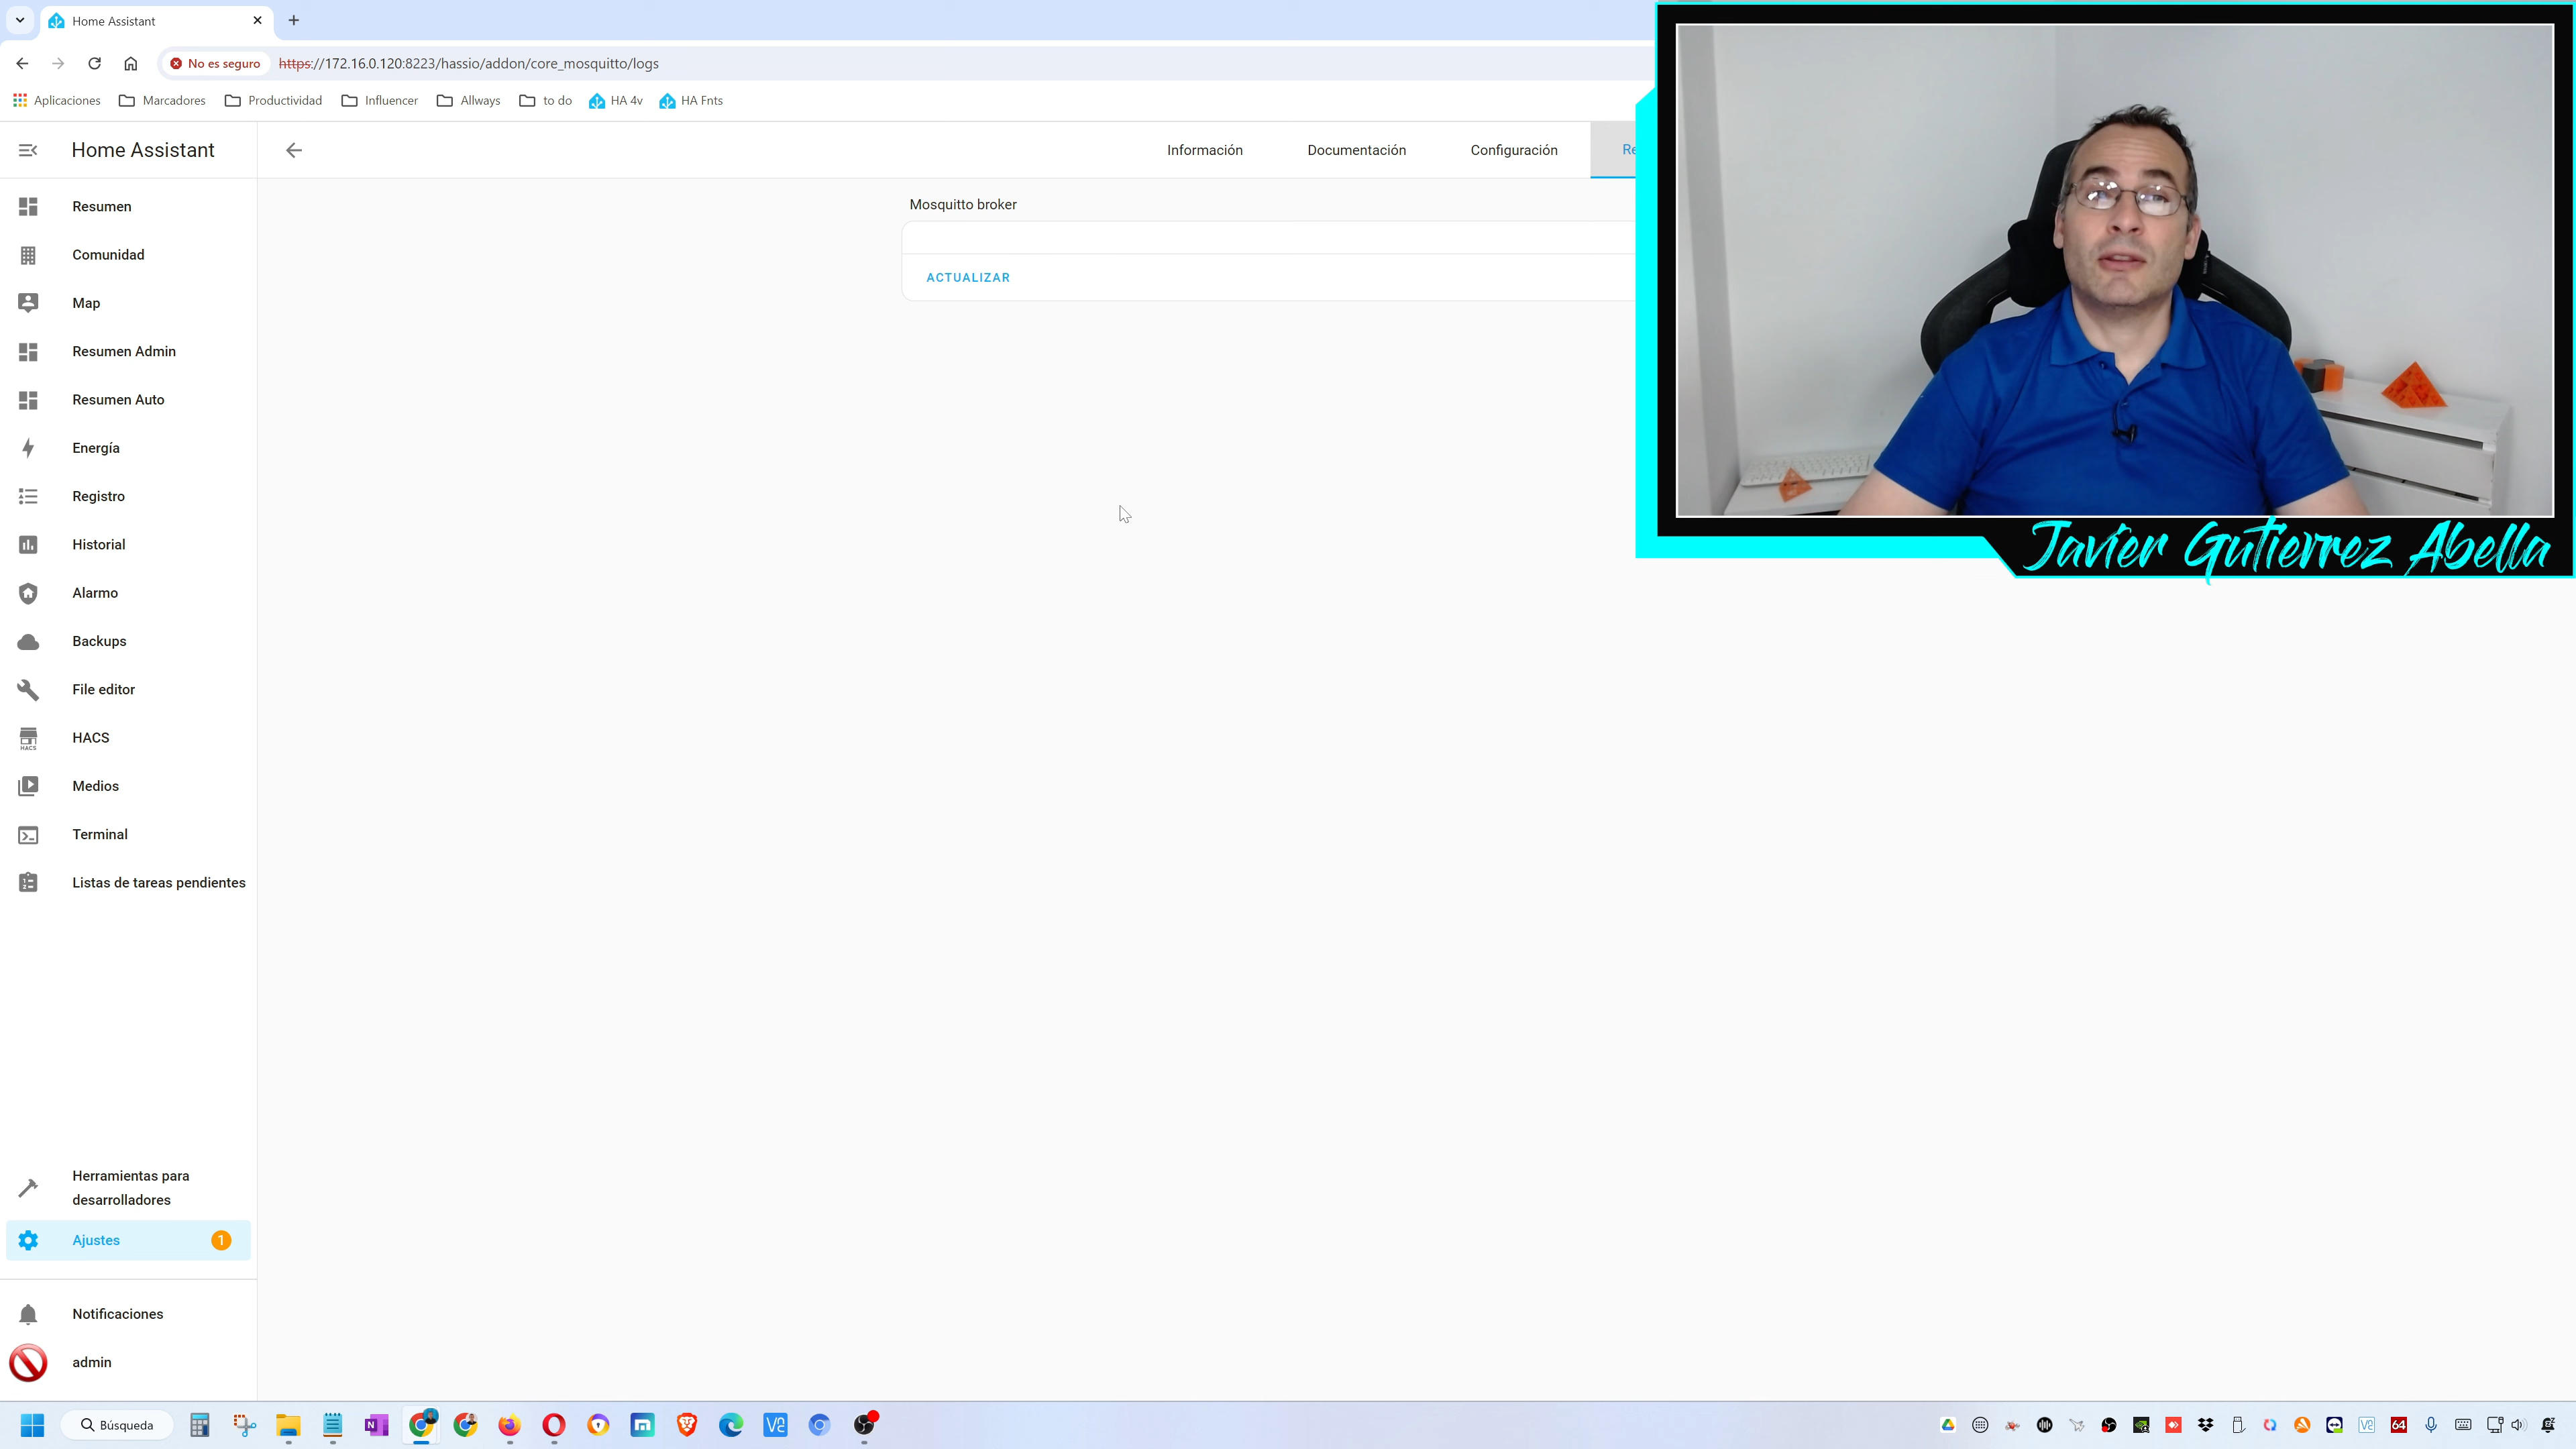 Home Assistant
No es seguro
https://172.16.0.120:8223/hassio/addon/core_mosquitto/logs
Aplicaciones
Marcadores
Productividad
Influencer
Allways
to do
HA 4v
HA Fnts
Home Assistant
Información
Documentación
Configuración
Re
Resumen
Comunidad
Map
Resumen Admin
Resumen Auto
Energía
Registro
Historial
Alarmo
Backups
File editor
HACS
HACS
Medios
Terminal
Listas de tareas pendientes
Mosquitto broker
ACTUALIZAR
Javier Gutierrez Abella
Herramientas para
desarrolladores
Ajustes
1
Notificaciones
admin
Búsqueda
64